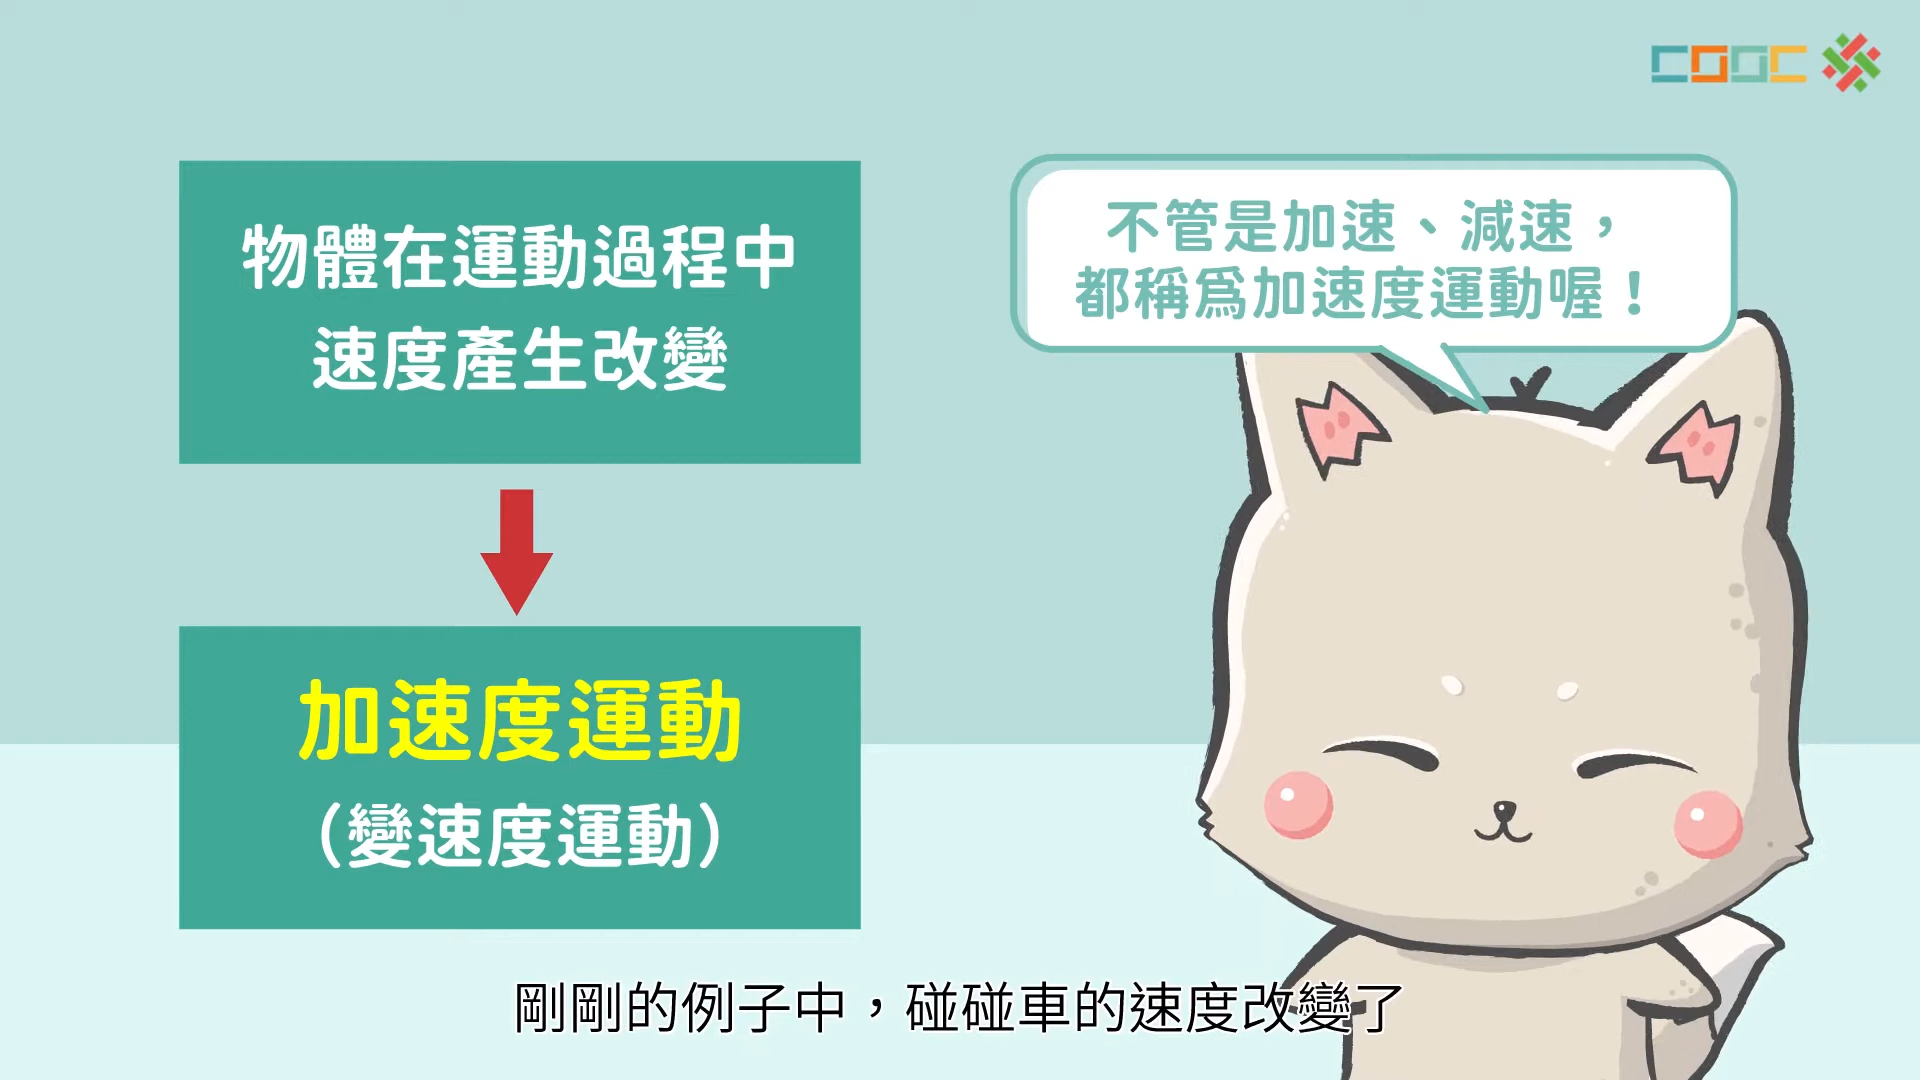 COOC
物體在運動過程中
速度產生改變
加速度運動
(變速度運動)
不管是加速、減速，
都稱為加速度運動喔！
剛剛的例子中，碰碰車的速度改變了